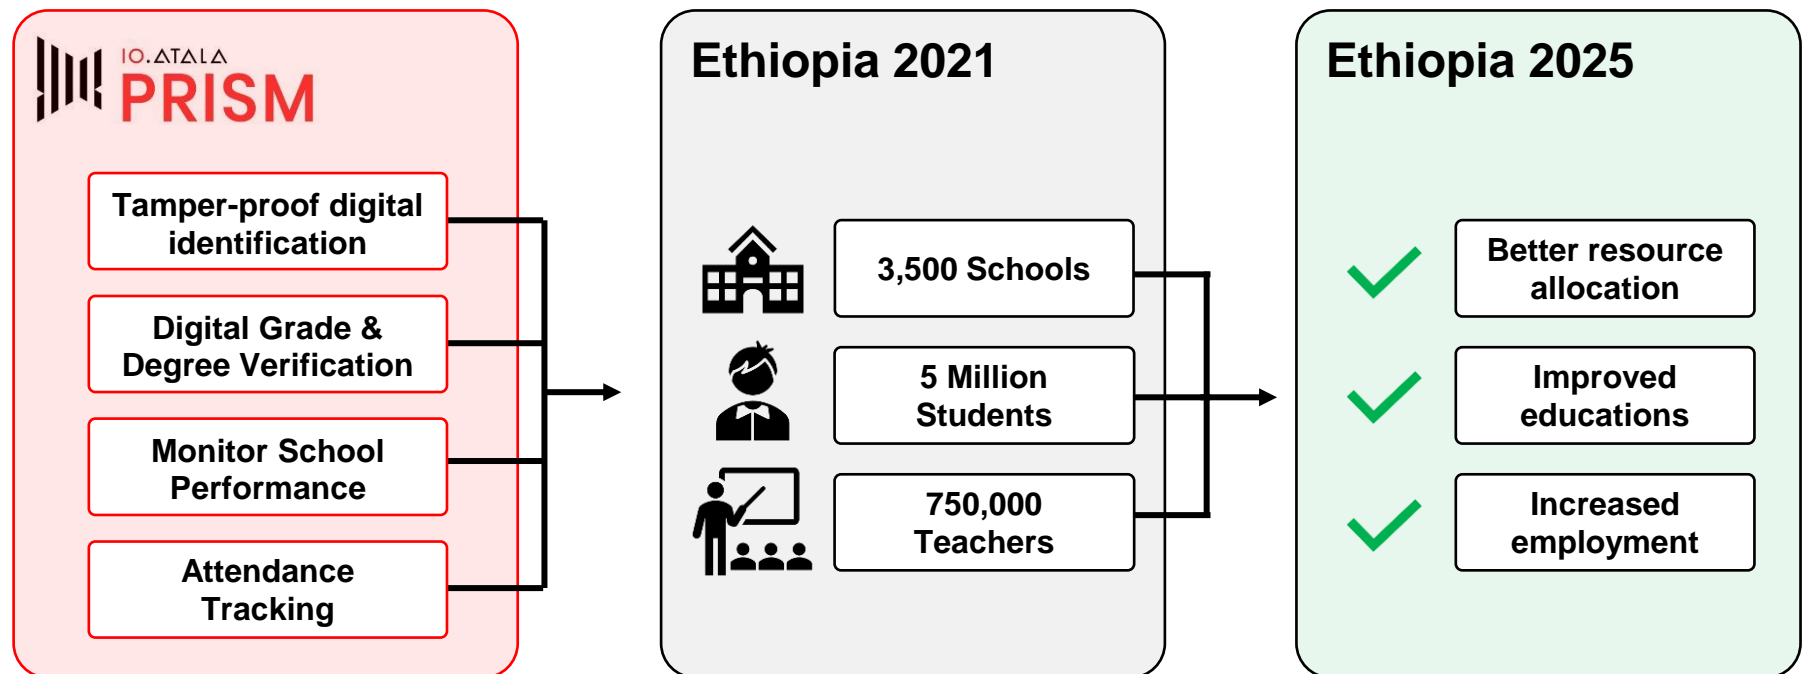 IO.ATALA
PRISM
Tamper-proof digital
identification
Digital Grade &
Degree Verification
Monitor School
Performance
Attendance
Tracking
Ethiopia 2021
3,500 Schools
5 Million
Students
750,000
Teachers
Ethiopia 2025
Better resource
allocation
Improved
educations
Increased
employment